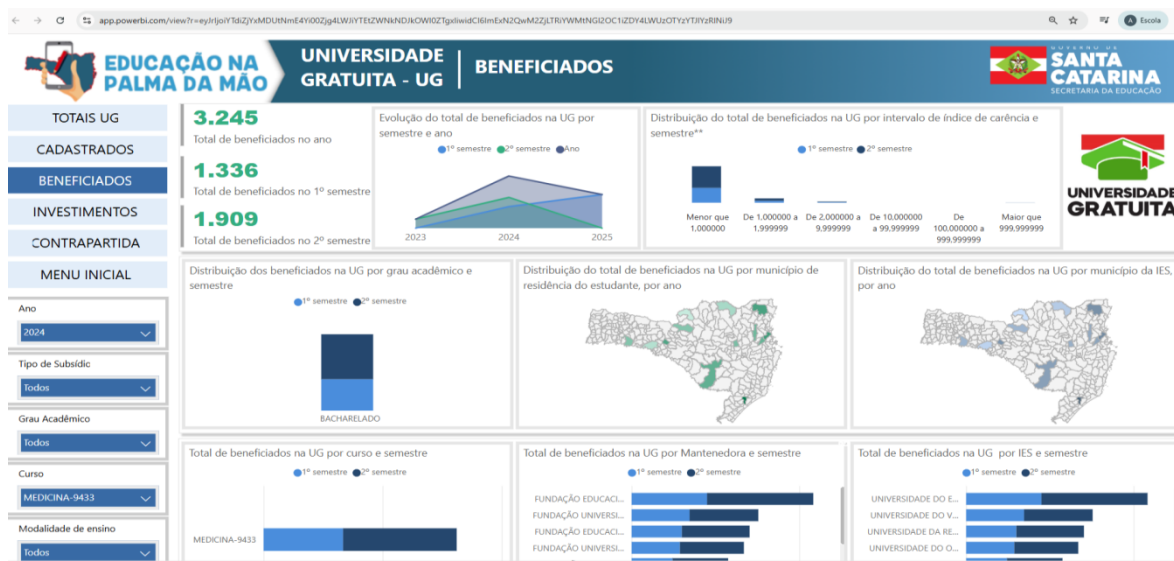 Escola
EDUCAÇÃO NA
PALMA DA MÃO
UNIVERSIDADE
GRATUITA - UG
BENEFICIADOS
GOVERNO DE
SANTA
CATARINA
SECRETARIA DA EDUCAÇÃO
TOTAIS UG
CADASTRADOS
BENEFICIADOS
INVESTIMENTOS
CONTRAPARTIDA
MENU INICIAL
Ano
2024
Tipo de Subsídic
Todos
Grau Acadêmico
Todos
Curso
MEDICINA-9433
Modalidade de ensino
Todos
3.245
Total de beneficiados no ano
1.336
Total de beneficiados no 1º semestre
1.909
Total de beneficiados no 2º semestre
Evolução do total de beneficiados na UG por
semestre e ano
1º semestre 2º semestre Ano
2023 2024 2025
Distribuição do total de beneficiados na UG por intervalo de índice de carência e
semestre**
1º semestre 2º semestre
Menor que De 1,000000 a De 2,000000 a De 10,000000 De Maior que
1,000000 1,999999 9,999999 a 99,999999 100,000000 a 999,999999
999,999999
UNIVERSIDADE
GRATUITA
Distribuição dos beneficiados na UG por grau acadêmico e
semestre
1º semestre 2º semestre
BACHARELADO
Distribuição do total de beneficiados na UG por município de
residência do estudante, por ano
Distribuição do total de beneficiados na UG por município da IES,
por ano
Total de beneficiados na UG por curso e semestre
1º semestre 2º semestre
MEDICINA-9433
Total de beneficiados na UG por Mantenedora e semestre
1º semestre 2º semestre
FUNDAÇÃO EDUCACI...
FUNDAÇÃO UNIVERSI...
FUNDAÇÃO EDUCACI...
FUNDAÇÃO UNIVERSI...
Total de beneficiados na UG por IES e semestre
1º semestre 2º semestre
UNIVERSIDADE DO E...
UNIVERSIDADE DO V...
UNIVERSIDADE DA RE...
UNIVERSIDADE DO O...